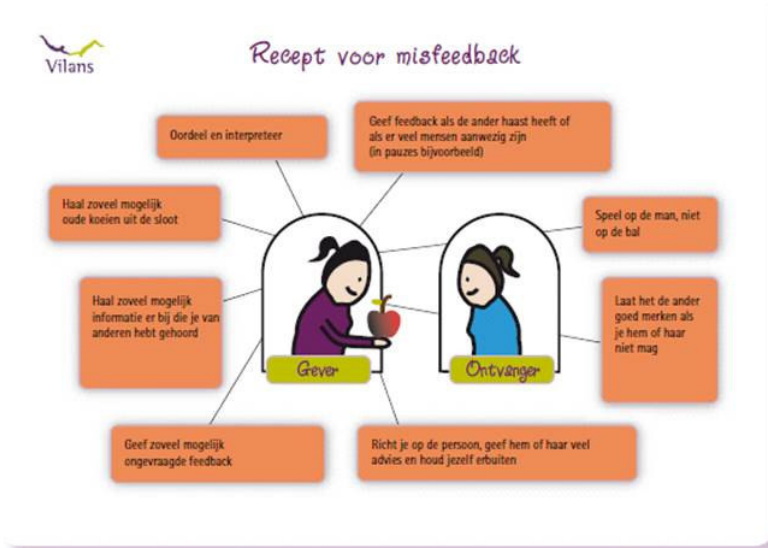 Vilans
Recept voor misfeedback
Oordeel en interpreteer
Geef feedback als de ander haast heeft of
als er veel mensen aanwezig zijn
(in pauzes bijvoorbeeld)
Haal zoveel mogelijk
oude koeien uit de sloot
Speel op de man, niet
op de bal
Haal zoveel mogelijk
informatie er bij die je van
anderen hebt gehoord
Laat het de ander
goed merken als
je hem of haar
niet mag
Gever
Ontvanger
Geef zoveel mogelijk
ongevraagde feedback
Richt je op de persoon, geef hem of haar veel
advies en houd jezelf erbuiten